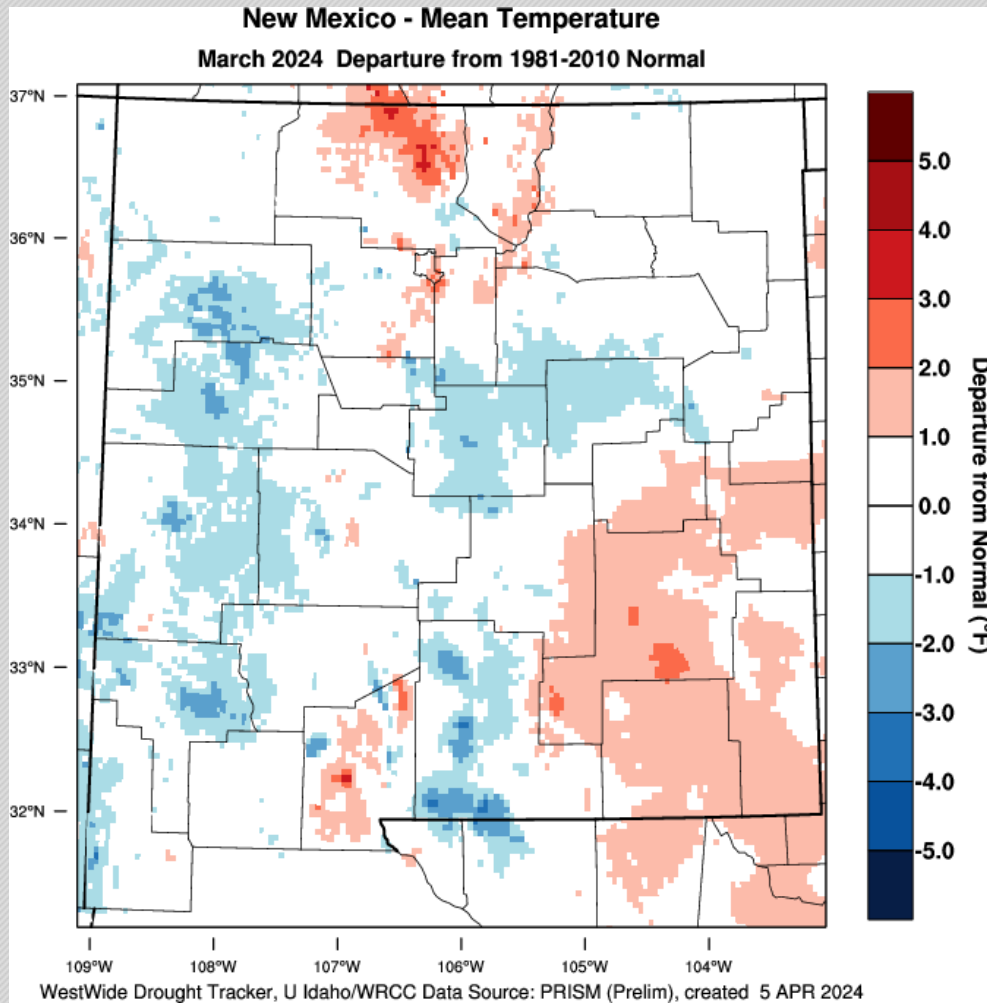 New Mexico - Mean Temperature
March 2024 Departure from 1981-2010 Normal
37°N
36°N
35°N
34°N
33°N
32°N
109°W
108°W
107°W
106°W
105°W
104°W
5.0
4.0
3.0
2.0
1.0
0.0
-1.0
-2.0
-3.0
-4.0
-5.0
Departure from Normal (°F)
WestWide Drought Tracker, U Idaho/WRCC Data Source: PRISM (Prelim), created 5 APR 2024